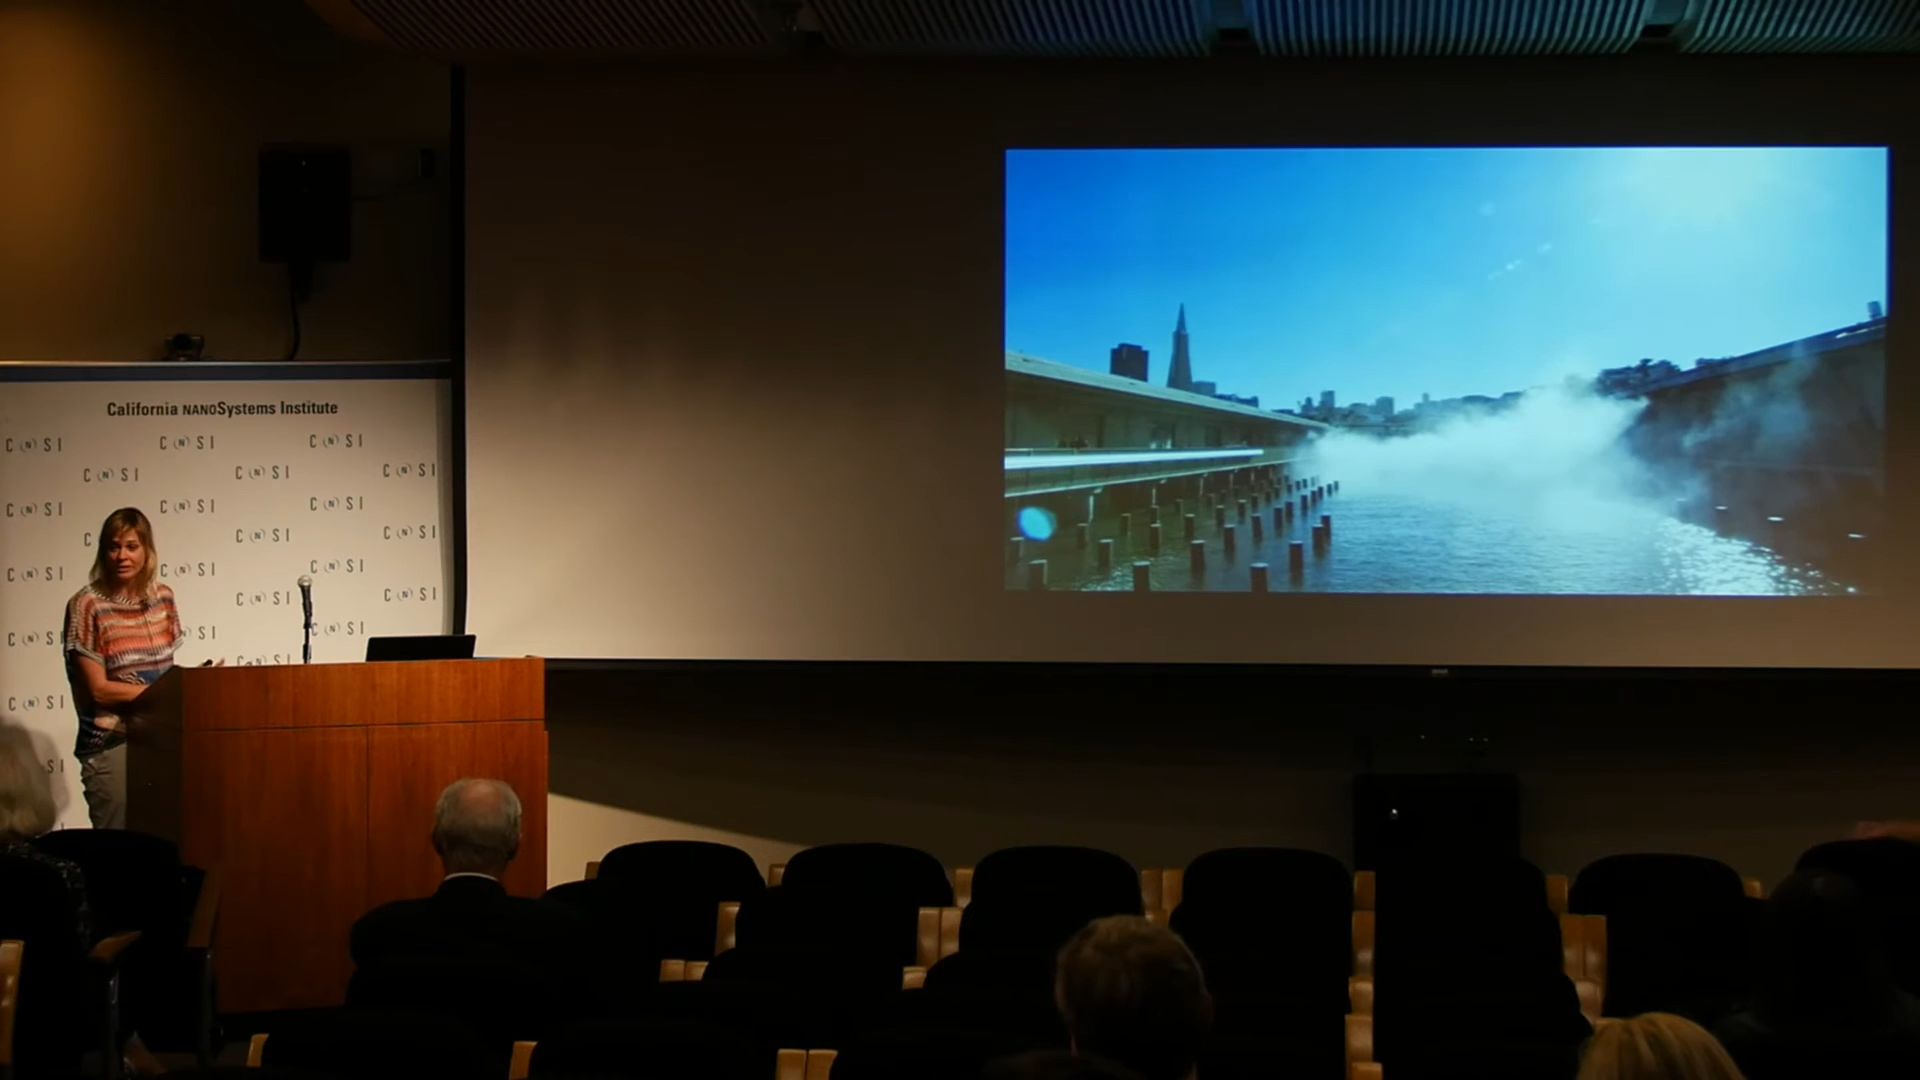 California NANOSystems Institute
C N S I C N S I C N S I
C N S I C N S I C N S I
C N S I C N S I C N S I
C C N S I C N S I
C N S I C N S I C N S I
C N S I C N S I
C N S I N S I C N S I
C N S I
C N S I
S I